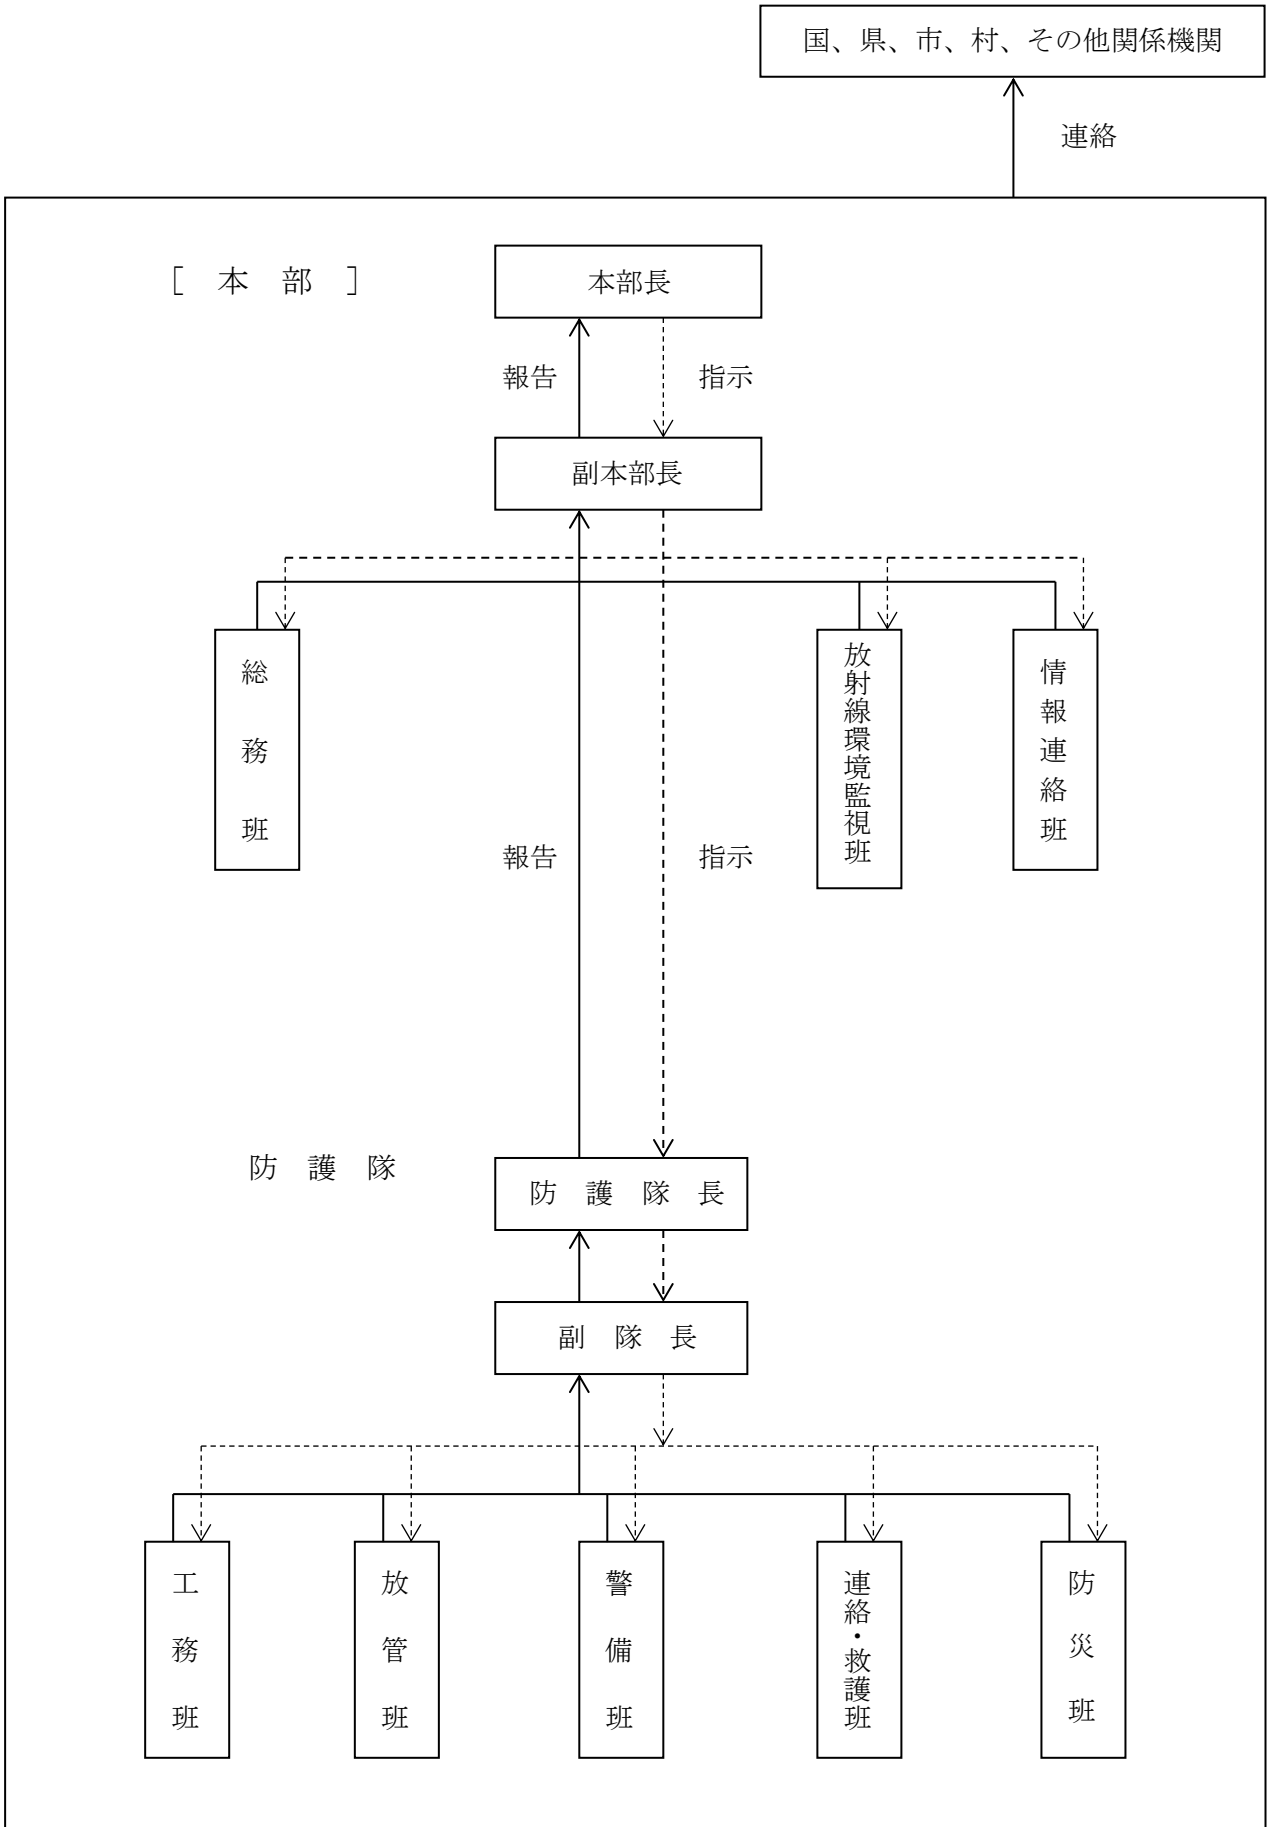 国、県、市、村、その他関係機関
連絡
［　本　部　］
本部長
報告
指示
副本部長
総務班
放射線環境監視班
情報連絡班
報告
指示
防　護　隊
防　護　隊　長
副　隊　長
工務班
放管班
警備班
連絡・救護班
防災班